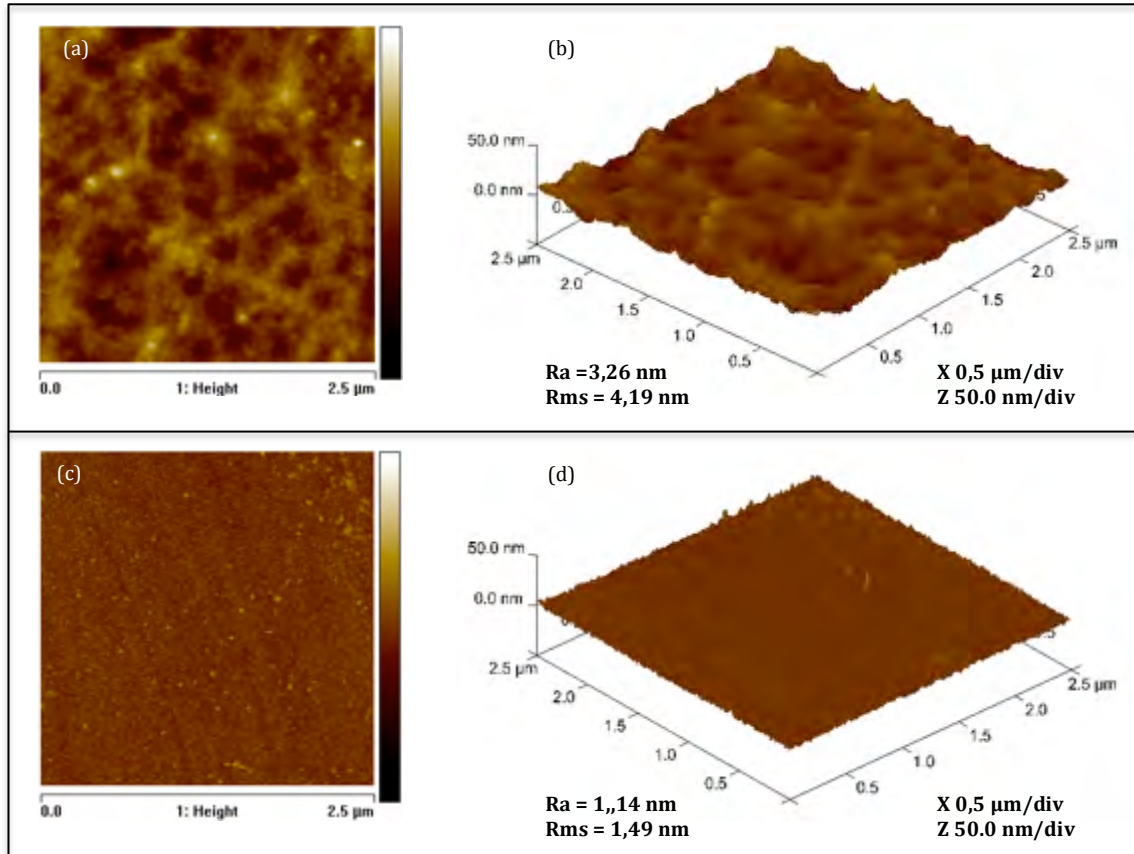 (a)
(b)
50.0 nm
0.0 nm
2.5 µm
2.0
1.5
1.0
0.5
0.5
1.0
1.5
2.0
2.5 µm
0.0 1: Height 2.5 µm
Ra =3,26 nm X 0,5 µm/div
Rms = 4,19 nm Z 50.0 nm/div
(c)
(d)
50.0 nm
0.0 nm
2.5 µm
2.0
1.5
1.0
0.5
0.5
1.0
1.5
2.0
2.5 µm
0.0 1: Height 2.5 µm
Ra = 1,,14 nm X 0,5 µm/div
Rms = 1,49 nm Z 50.0 nm/div